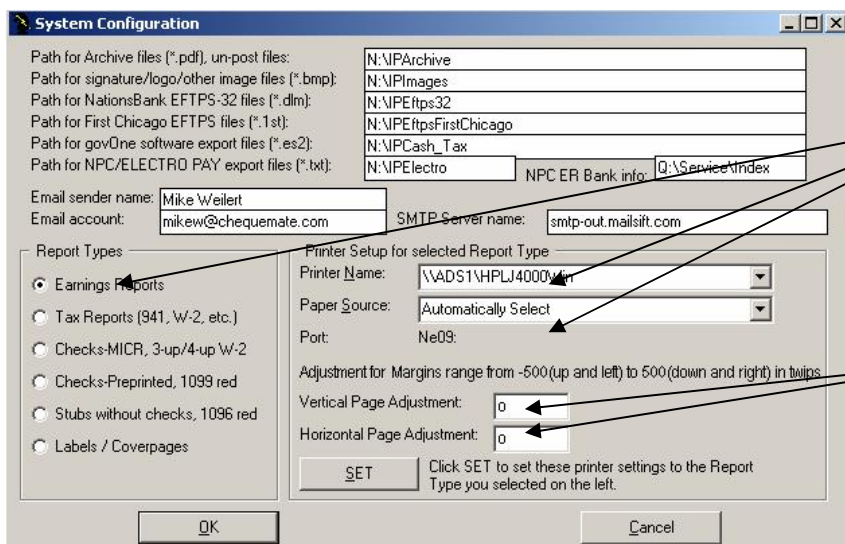 System Configuration
Path for Archive files (*.pdf), un-post files: N:\IPArchive
Path for signature/logo/other image files (*.bmp): N:\IPImages
Path for NationsBank EFTPS-32 files (*.dlm): N:\IPEftps32
Path for First Chicago EFTPS files (*.1st): N:\IPEftpsFirstChicago
Path for govOne software export files (*.es2): N:\IPCash_Tax
Path for NPC/ELECTRO PAY export files (*.txt): N:\IPElectro NPC ER Bank info: Q:\Service\Index
Email sender name: Mike Weilert
Email account: mikew@chequemate.com SMTP Server name: smtp-out.mailsift.com
Report Types
Earnings Reports
Tax Reports (941, W-2, etc.)
Checks-MICR, 3-up/4-up W-2
Checks-Preprinted, 1099 red
Stubs without checks, 1096 red
Labels / Coverpages
Printer Setup for selected Report Type
Printer Name:
Paper Source: Automatically Select
Port: Ne09:
Adjustment for Margins range from -500(up and left) to 500(down and right) in twips
Vertical Page Adjustment: 0
Horizontal Page Adjustment: 0
SET Click SET to set these printer settings to the Report
Type you selected on the left.
OK Cancel